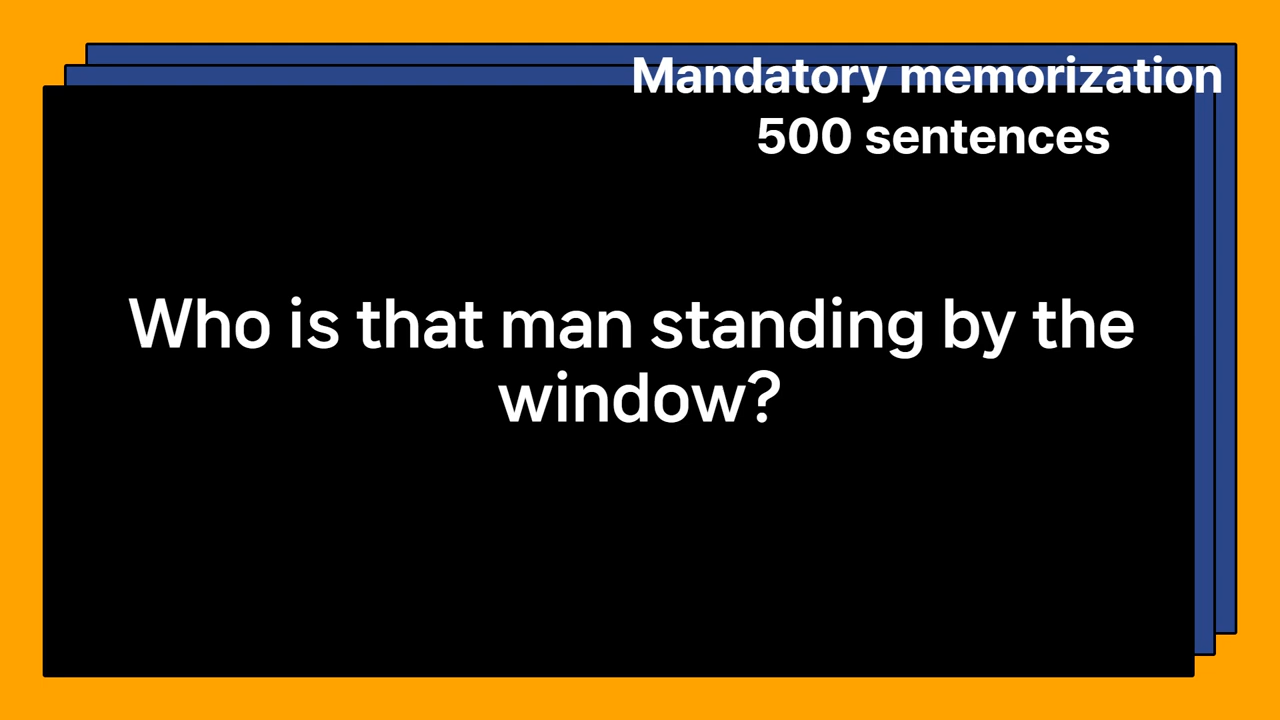 Mandatory memorization
500 sentences
Who is that man standing by the
window?